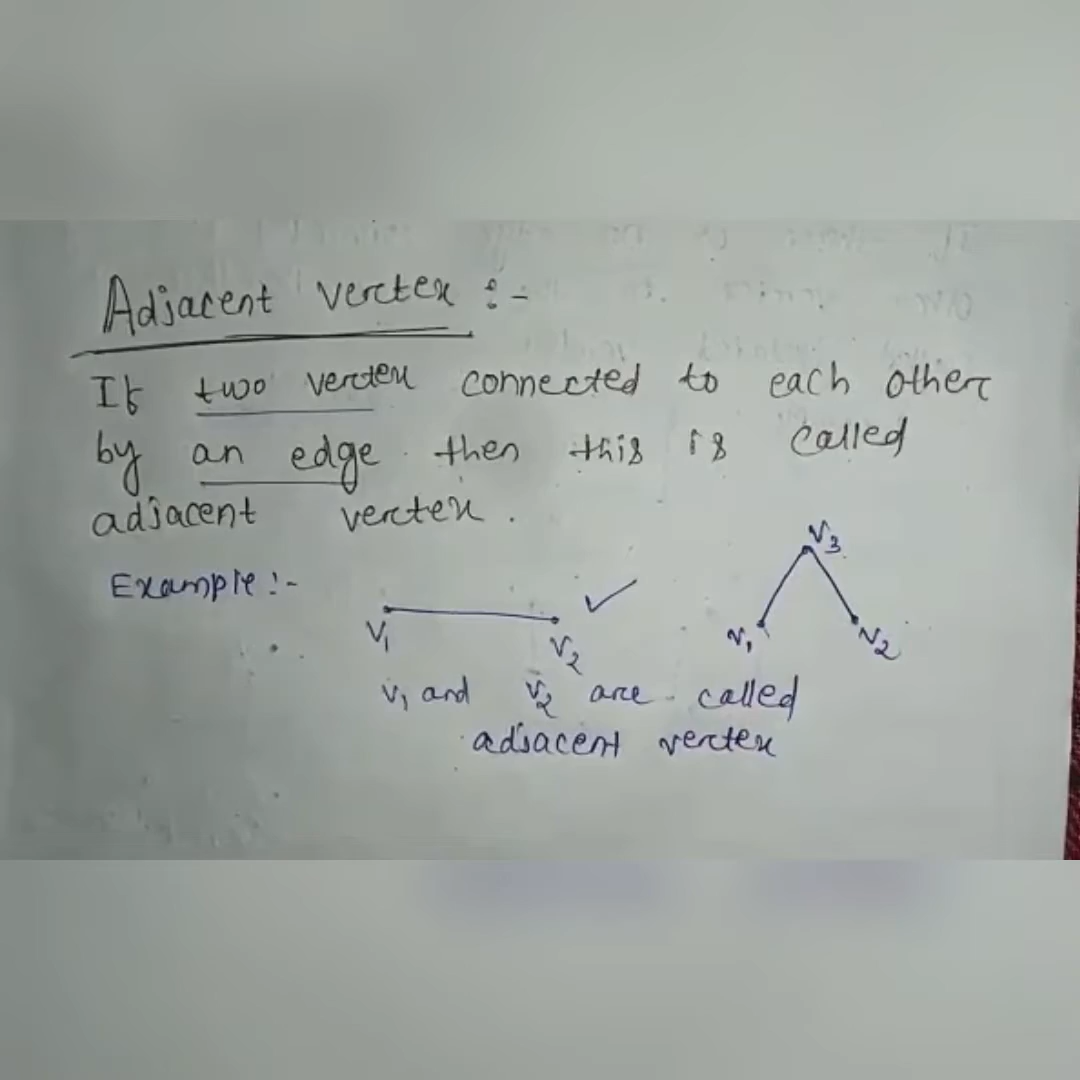 Adjacent vertex :-
If two vertex connected to each other
by an edge then this is called
adjacent vertex.
Example :-
V3
V1 V2 V1 V2
V1 and V2 are called
adjacent vertex